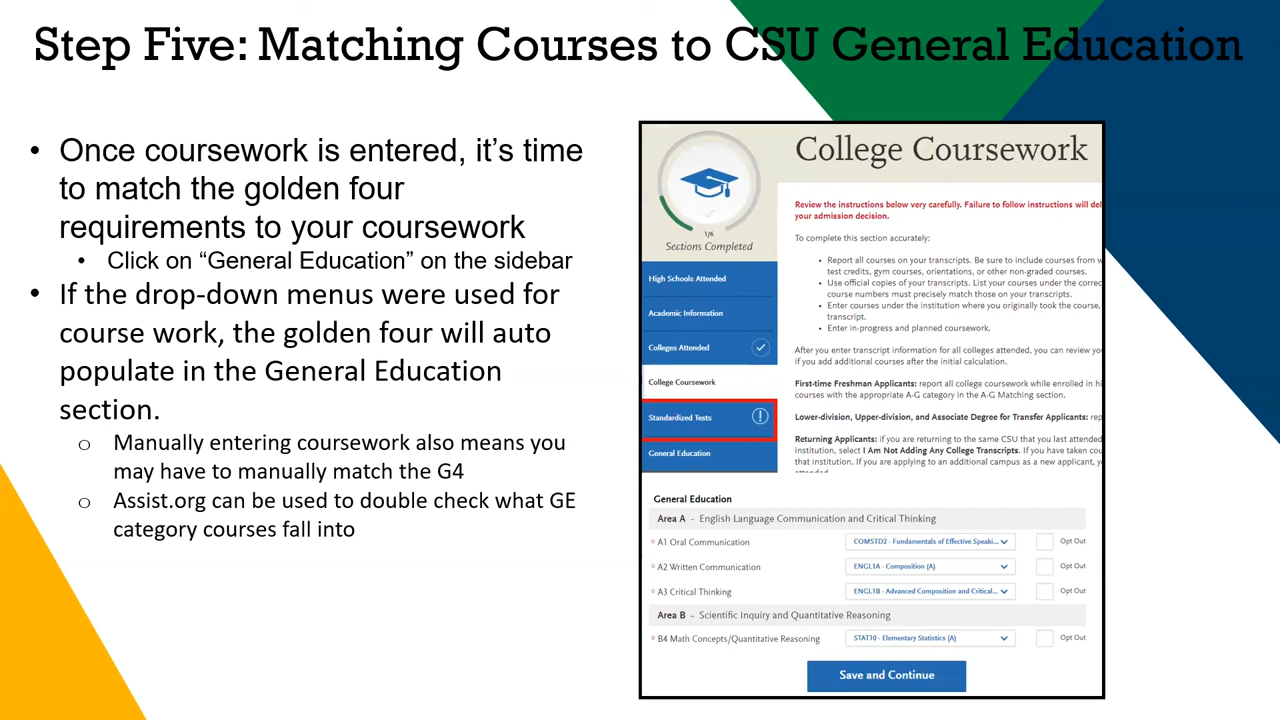 Step Five: Matching Courses to CSU General Education
• Once coursework is entered, it’s time
to match the golden four
requirements to your coursework
• Click on “General Education” on the sidebar
• If the drop-down menus were used for
course work, the golden four will auto
populate in the General Education
section.
o Manually entering coursework also means you
may have to manually match the G4
o Assist.org can be used to double check what GE
category courses fall into
1/6
Sections Completed
High Schools Attended
Academic Information
Colleges Attended
College Coursework
Standardized Tests
General Education
College Coursework
Review the instructions below very carefully. Failure to follow instructions will del
your admission decision.
To complete this section accurately:
• Report all courses on your transcripts. Be sure to include courses from w
test credits, gym courses, orientations, or other non-graded courses.
• Use official copies of your transcripts. List your courses under the correc
course numbers must precisely match those on your transcripts.
• Enter courses under the institution where you originally took the course,
transcript.
• Enter in-progress and planned coursework.
After you enter transcript information for all colleges attended, you can review yo
if you add additional courses after the initial calculation.
First-time Freshman Applicants: report all college coursework while enrolled in hi
courses with the appropriate A-G category in the A-G Matching section.
Lower-division, Upper-division, and Associate Degree for Transfer Applicants: rep
Returning Applicants: if you are returning to the same CSU that you last attended
institution, select I Am Not Adding Any College Transcripts. If you have taken cou
that institution. If you are applying to an additional campus as a new applicant, y
General Education
Area A - English Language Communication and Critical Thinking
* A1 Oral Communication COMSTD2 - Fundamentals of Effective Speaki... Opt Out
* A2 Written Communication ENGL1A - Composition (A) Opt Out
* A3 Critical Thinking ENGL1B - Advanced Composition and Critical... Opt Out
Area B - Scientific Inquiry and Quantitative Reasoning
* B4 Math Concepts/Quantitative Reasoning STAT10 - Elementary Statistics (A) Opt Out
Save and Continue